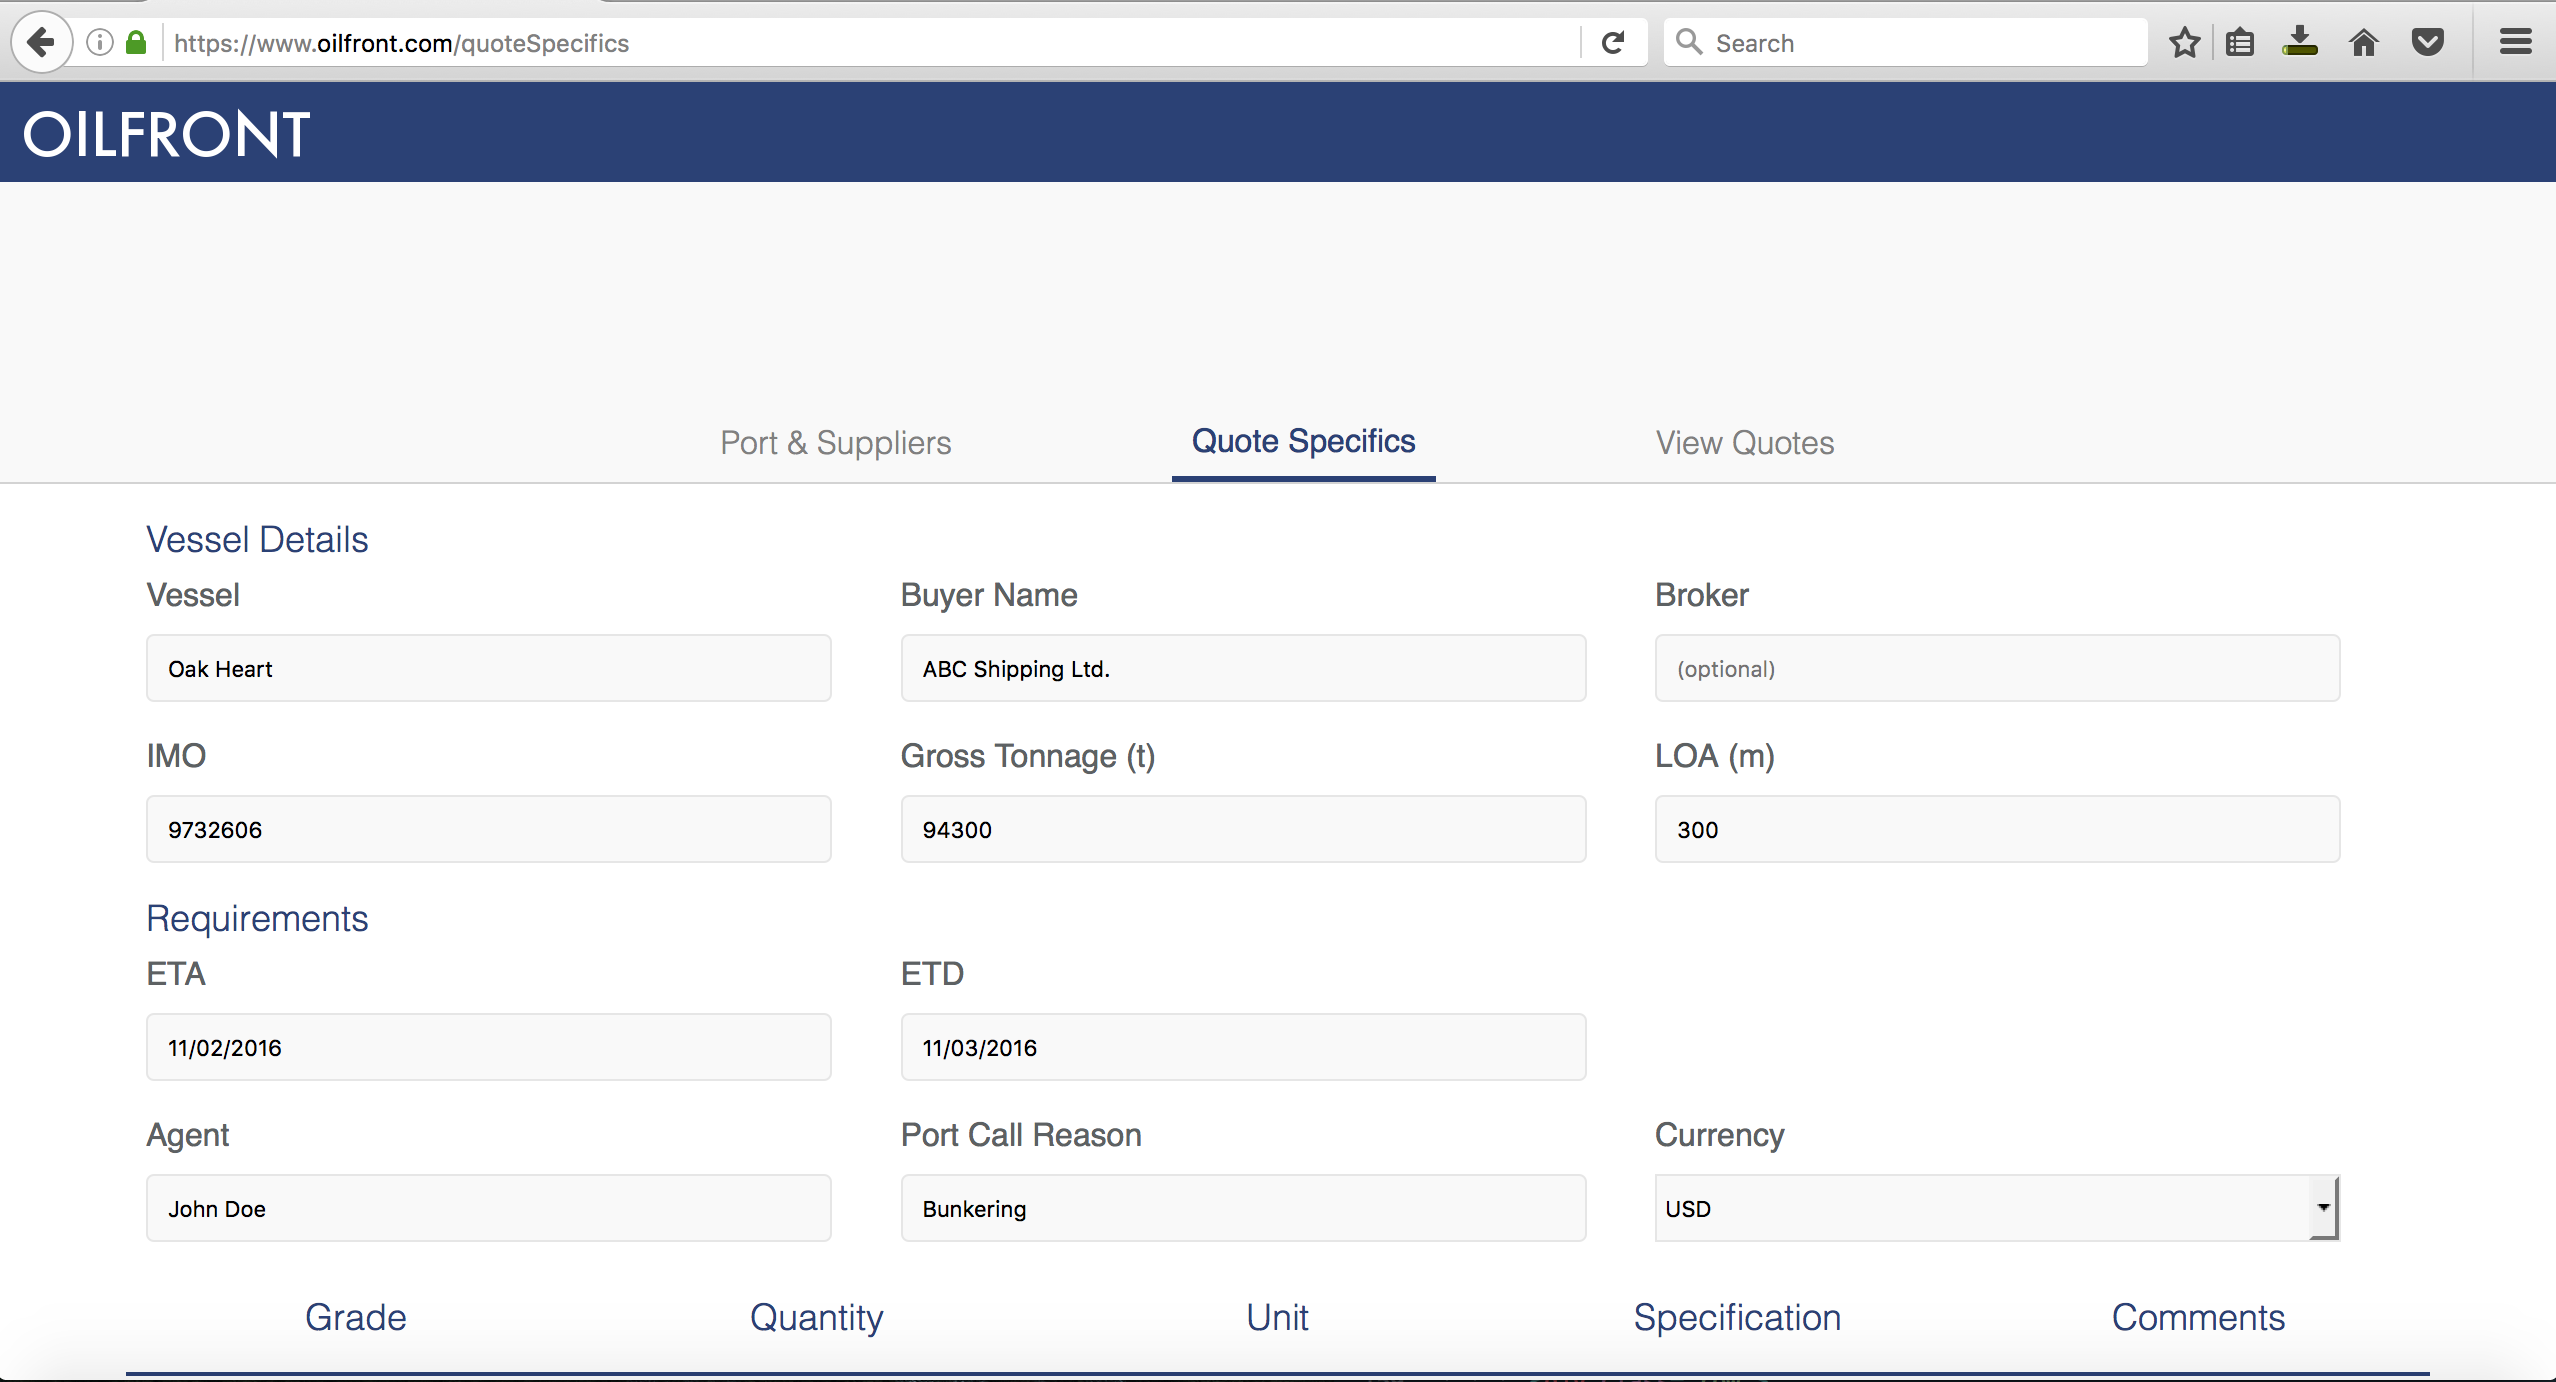 https://www.oilfront.com/quoteSpecifics
Search
OILFRONT
Port & Suppliers
Quote Specifics
View Quotes
Vessel Details
Vessel
Buyer Name
Broker
Oak Heart
ABC Shipping Ltd.
(optional)
IMO
Gross Tonnage (t)
LOA (m)
9732606
94300
300
Requirements
ETA
ETD
11/02/2016
11/03/2016
Agent
Port Call Reason
Currency
John Doe
Bunkering
USD
Grade
Quantity
Unit
Specification
Comments